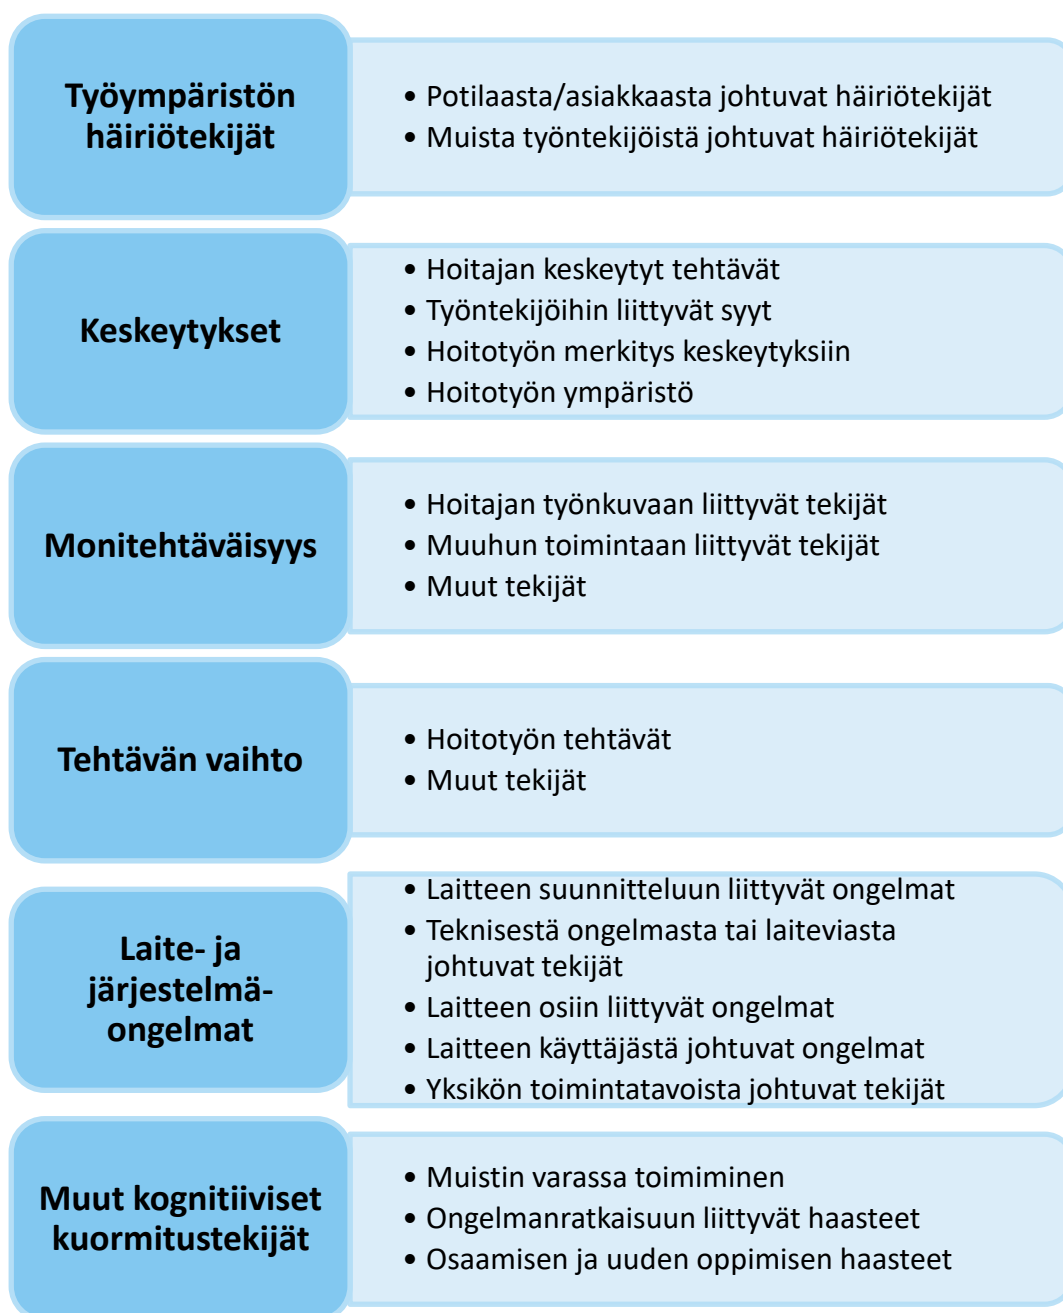 Työympäristön
häiriötekijät
• Potilaasta/asiakkaasta johtuvat häiriötekijät
• Muista työntekijöistä johtuvat häiriötekijät
Keskeytykset
• Hoitajan keskeytyt tehtävät
• Työntekijöihin liittyvät syyt
• Hoitotyön merkitys keskeytyksiin
• Hoitotyön ympäristö
Monitehtäväisyys
• Hoitajan työnkuvaan liittyvät tekijät
• Muuhun toimintaan liittyvät tekijät
• Muut tekijät
Tehtävän vaihto
• Hoitotyön tehtävät
• Muut tekijät
Laite- ja
järjestelmä-
ongelmat
• Laitteen suunnitteluun liittyvät ongelmat
• Teknisestä ongelmasta tai laiteviasta
johtuvat tekijät
• Laitteen osiin liittyvät ongelmat
• Laitteen käyttäjästä johtuvat ongelmat
• Yksikön toimintatavoista johtuvat tekijät
Muut kognitiiviset
kuormitustekijät
• Muistin varassa toimiminen
• Ongelmanratkaisuun liittyvät haasteet
• Osaamisen ja uuden oppimisen haasteet